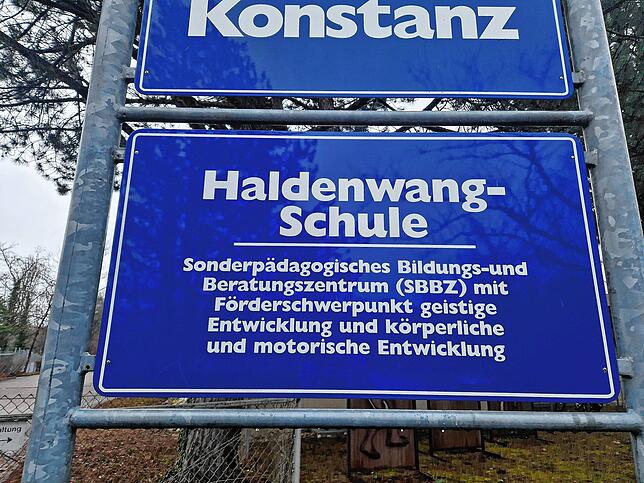 Konstanz
Haldenwang-
Schule
Sonderpädagogisches Bildungs-und
Beratungszentrum (SBBZ) mit
Förderschwerpunkt geistige
Entwicklung und körperliche
und motorische Entwicklung